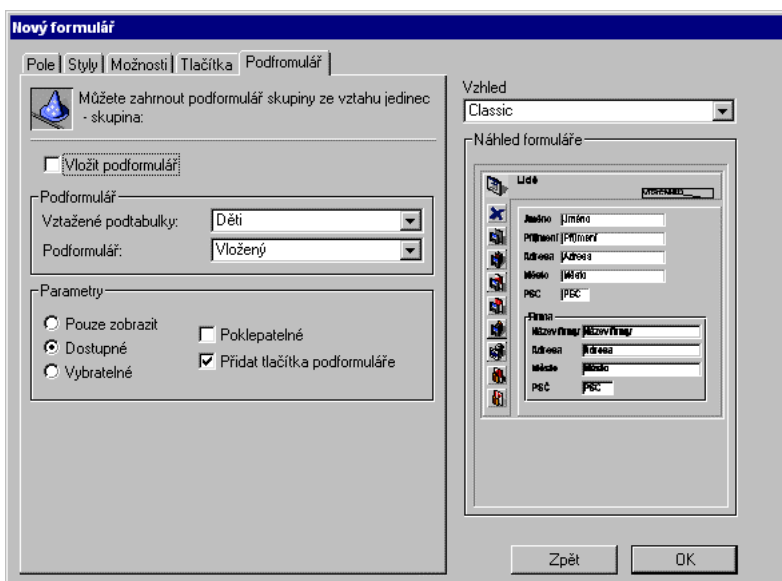 Nový formulář
Pole Styly Možnosti Tlačítka Podfromulář
Můžete zahrnout podformulář skupiny ze vztahu jedinec
- skupina:
Vložit podformulář
Podformulář
Vztažené podtabulky: Děti
Podformulář: Vložený
Parametry
Pouze zobrazit
Dostupné
Vybratelné
Poklepatelné
Přidat tlačítka podformuláře
Vzhled
Classic
Náhled formuláře
Lidé
Jméno Jméno
Příjmení Příjmení
Adresa Adresa
Město Město
PSC PSC
Firma
Název firmy Název firmy
Adresa Adresa
Město Město
PSČ PSČ
Zpět OK